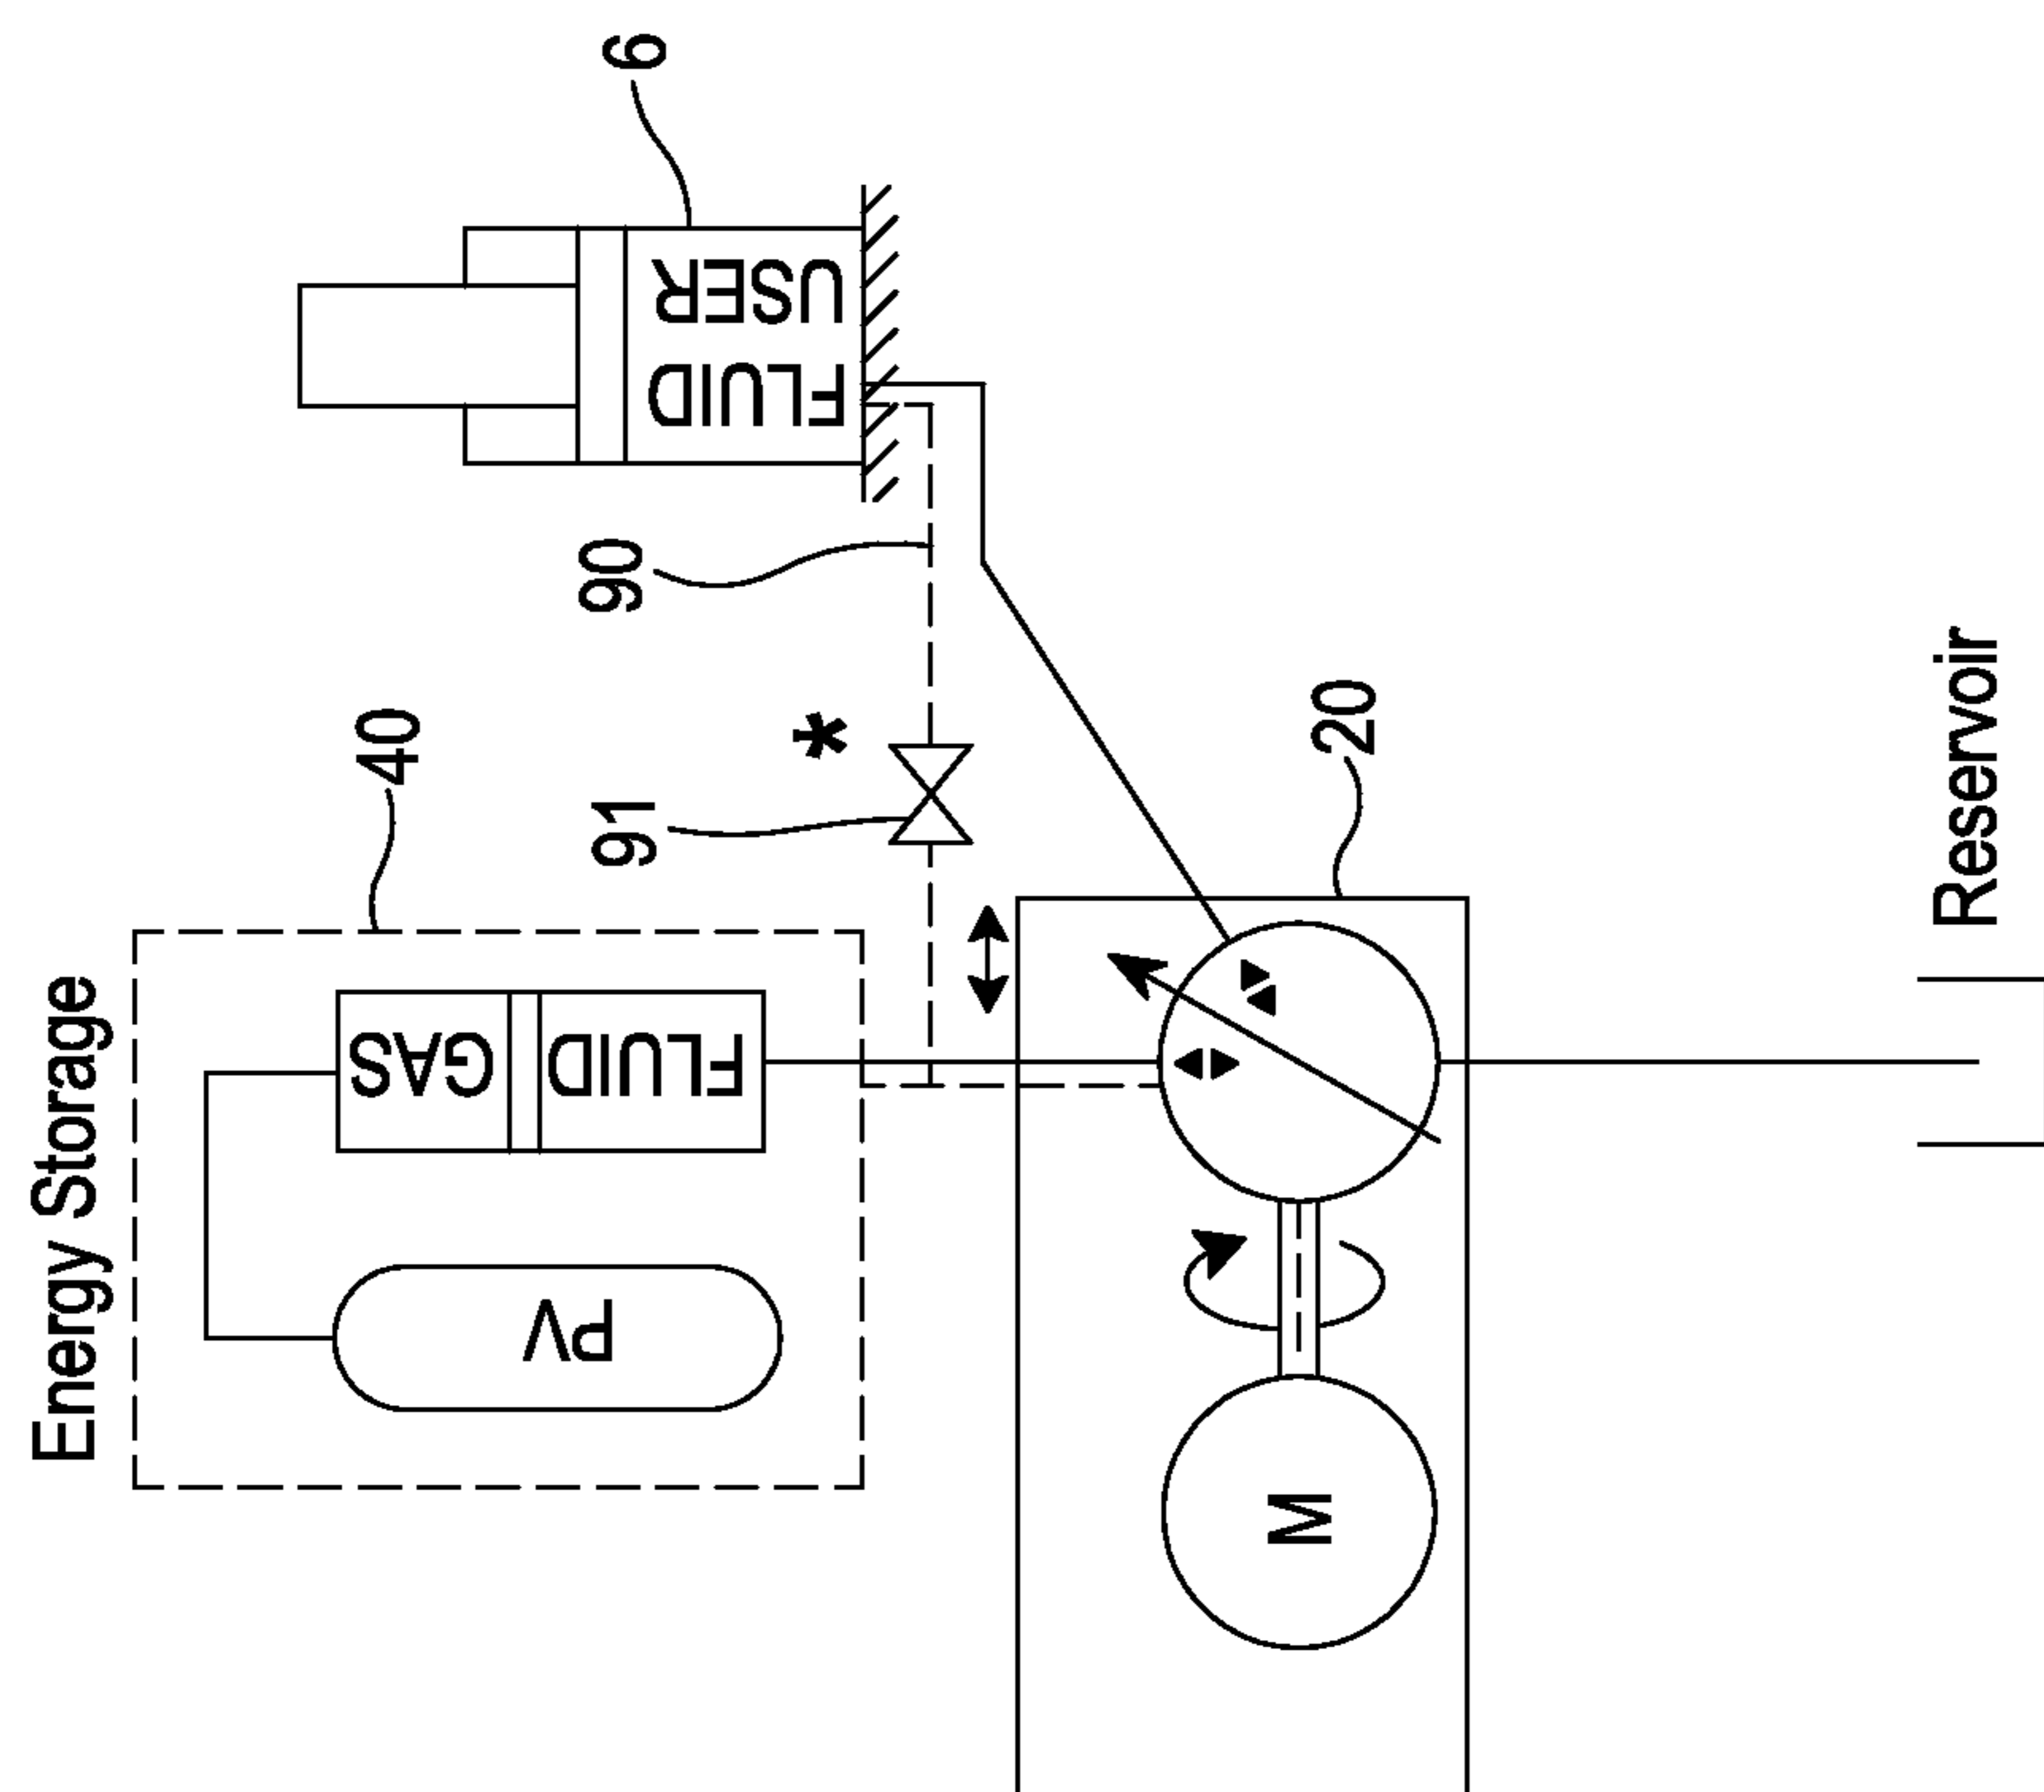 Energy Storage
40
GAS
FLUID
PV
91
*
90
6
FLUID
USER
20
M
Reservoir